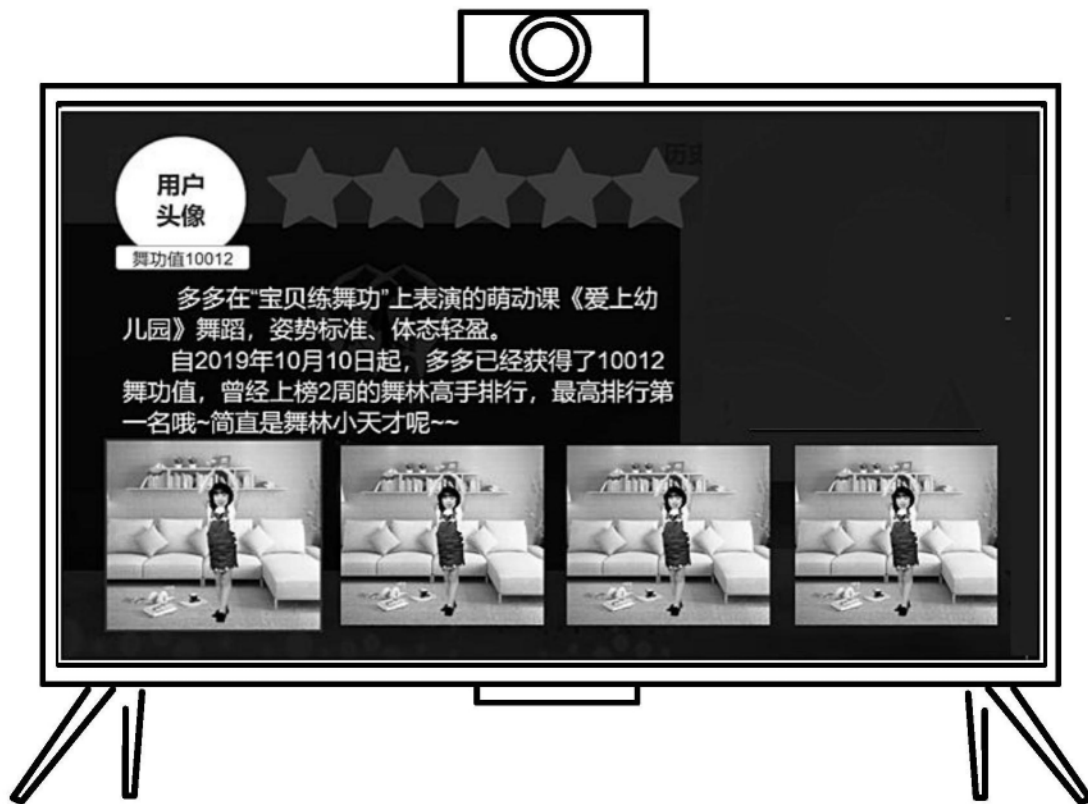 历史
用户
头像
舞功值10012
多多在“宝贝练舞功”上表演的萌动课《爱上幼
儿园》舞蹈，姿势标准、体态轻盈。
自2019年10月10日起，多多已经获得了10012
舞功值，曾经上榜2周的舞林高手排行，最高排行第
一名哦~简直是舞林小天才呢~~